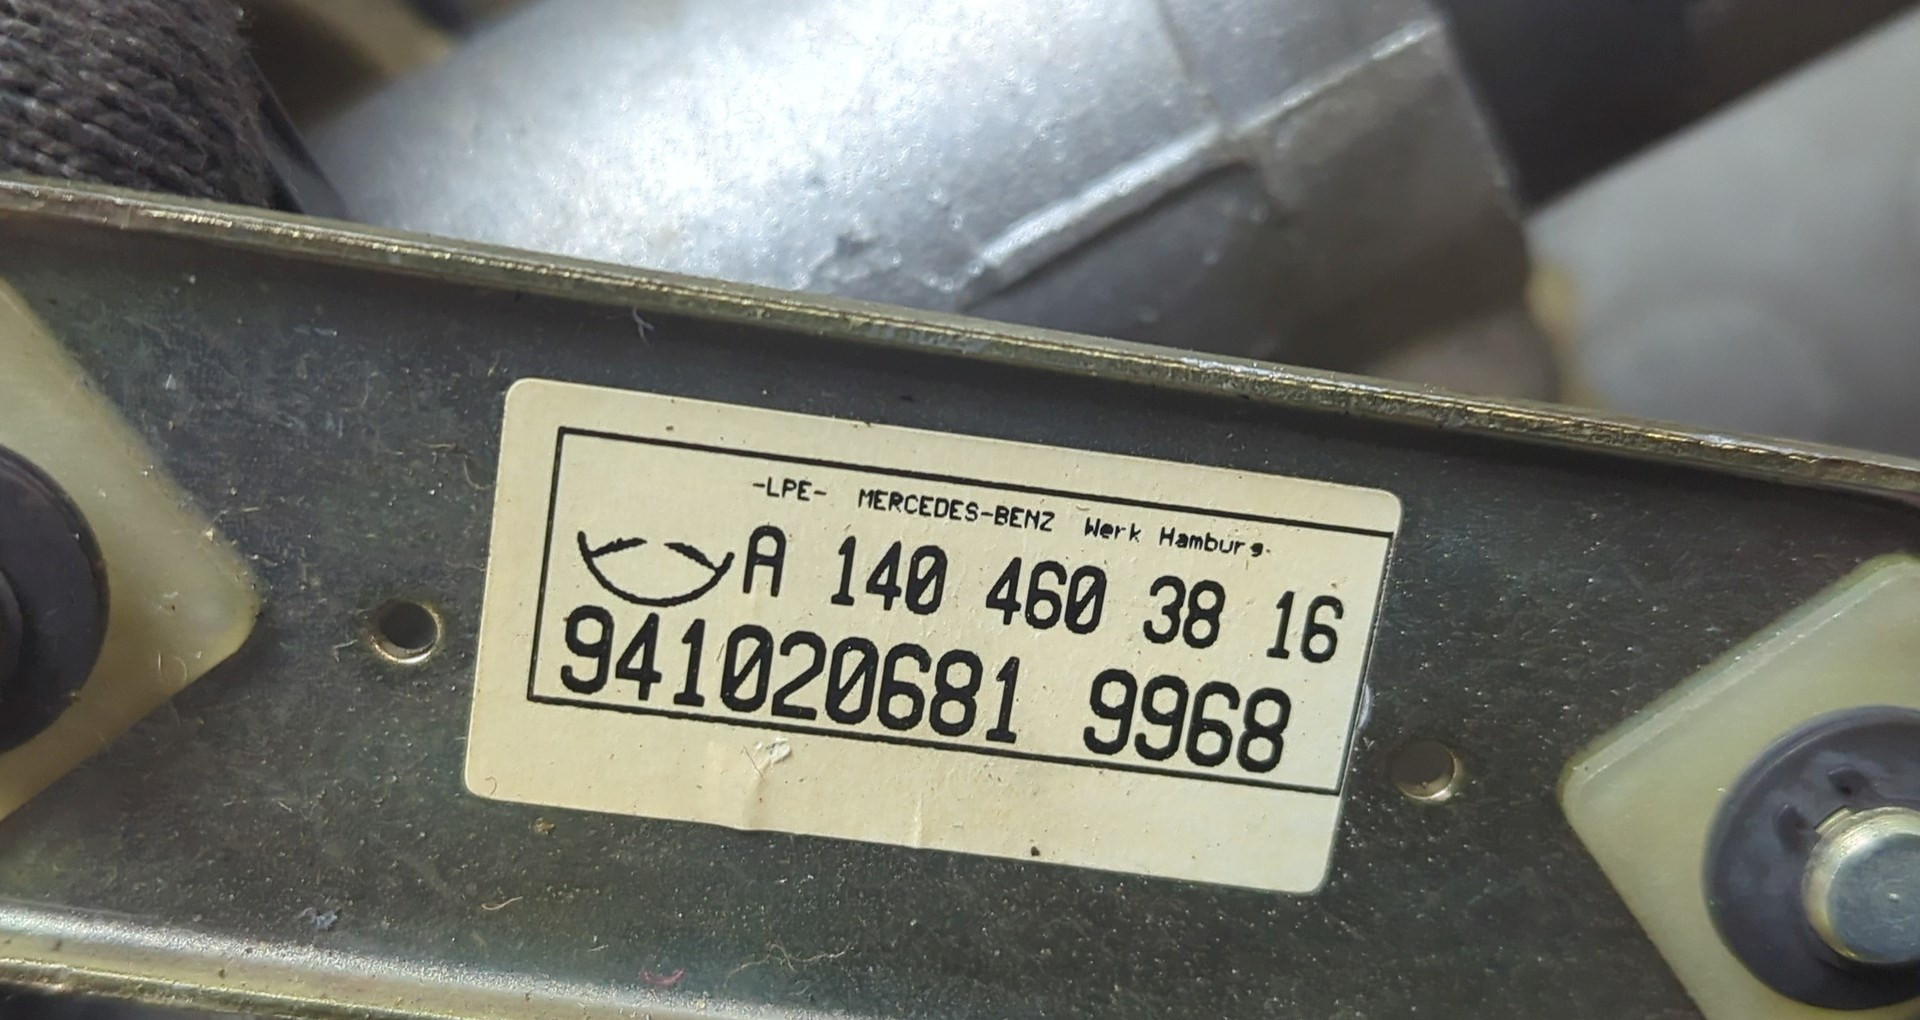 -LPE- MERCEDES-BENZ Werk Hamburg.
A 140 460 38 16
941020681 9968